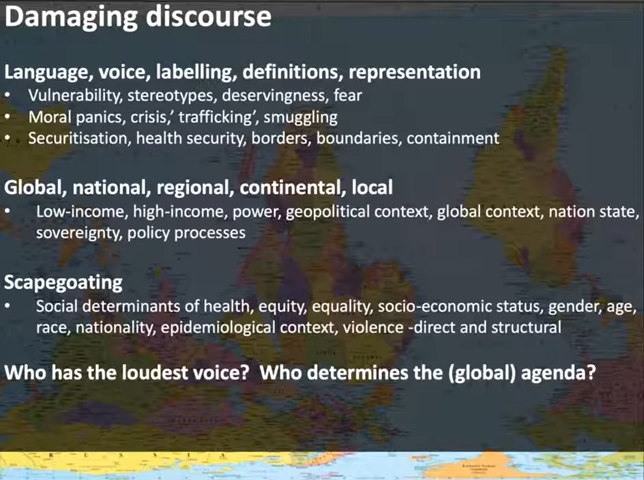 Damaging discourse
Language, voice, labelling, definitions, representation
• Vulnerability, stereotypes, deservingness, fear
• Moral panics, crisis,‘ trafficking’, smuggling
• Securitisation, health security, borders, boundaries, containment
Global, national, regional, continental, local
• Low-income, high-income, power, geopolitical context, global context, nation state,
sovereignty, policy processes
Scapegoating
• Social determinants of health, equity, equality, socio-economic status, gender, age,
race, nationality, epidemiological context, violence -direct and structural
Who has the loudest voice?  Who determines the (global) agenda?
R U S S I A